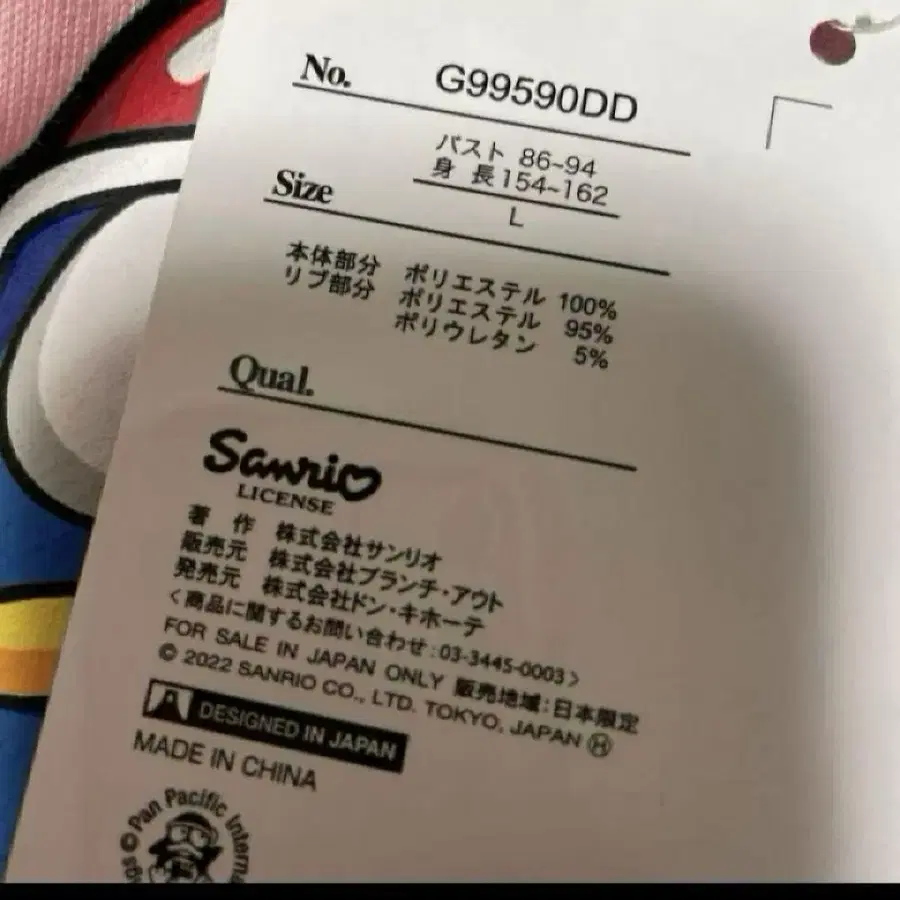 No. G99590DD
バスト 86~94
身 長154~162
Size
L
本体部分 ポリエステル 100%
リブ部分 ポリエステル 95%
ポリウレタン 5%
Qual.
Sanrio
LICENSE
著 作 株式会社サンリオ
販売元 株式会社ブランチ・アウト
発売元 株式会社ドン・キホーテ
<商品に関するお問い合わせ:03-3445-0003>
FOR SALE IN JAPAN ONLY 販売地域:日本限定
© 2022 SANRIO CO., LTD. TOKYO, JAPAN Ⓗ
DESIGNED IN JAPAN
MADE IN CHINA
© Pan Pacific